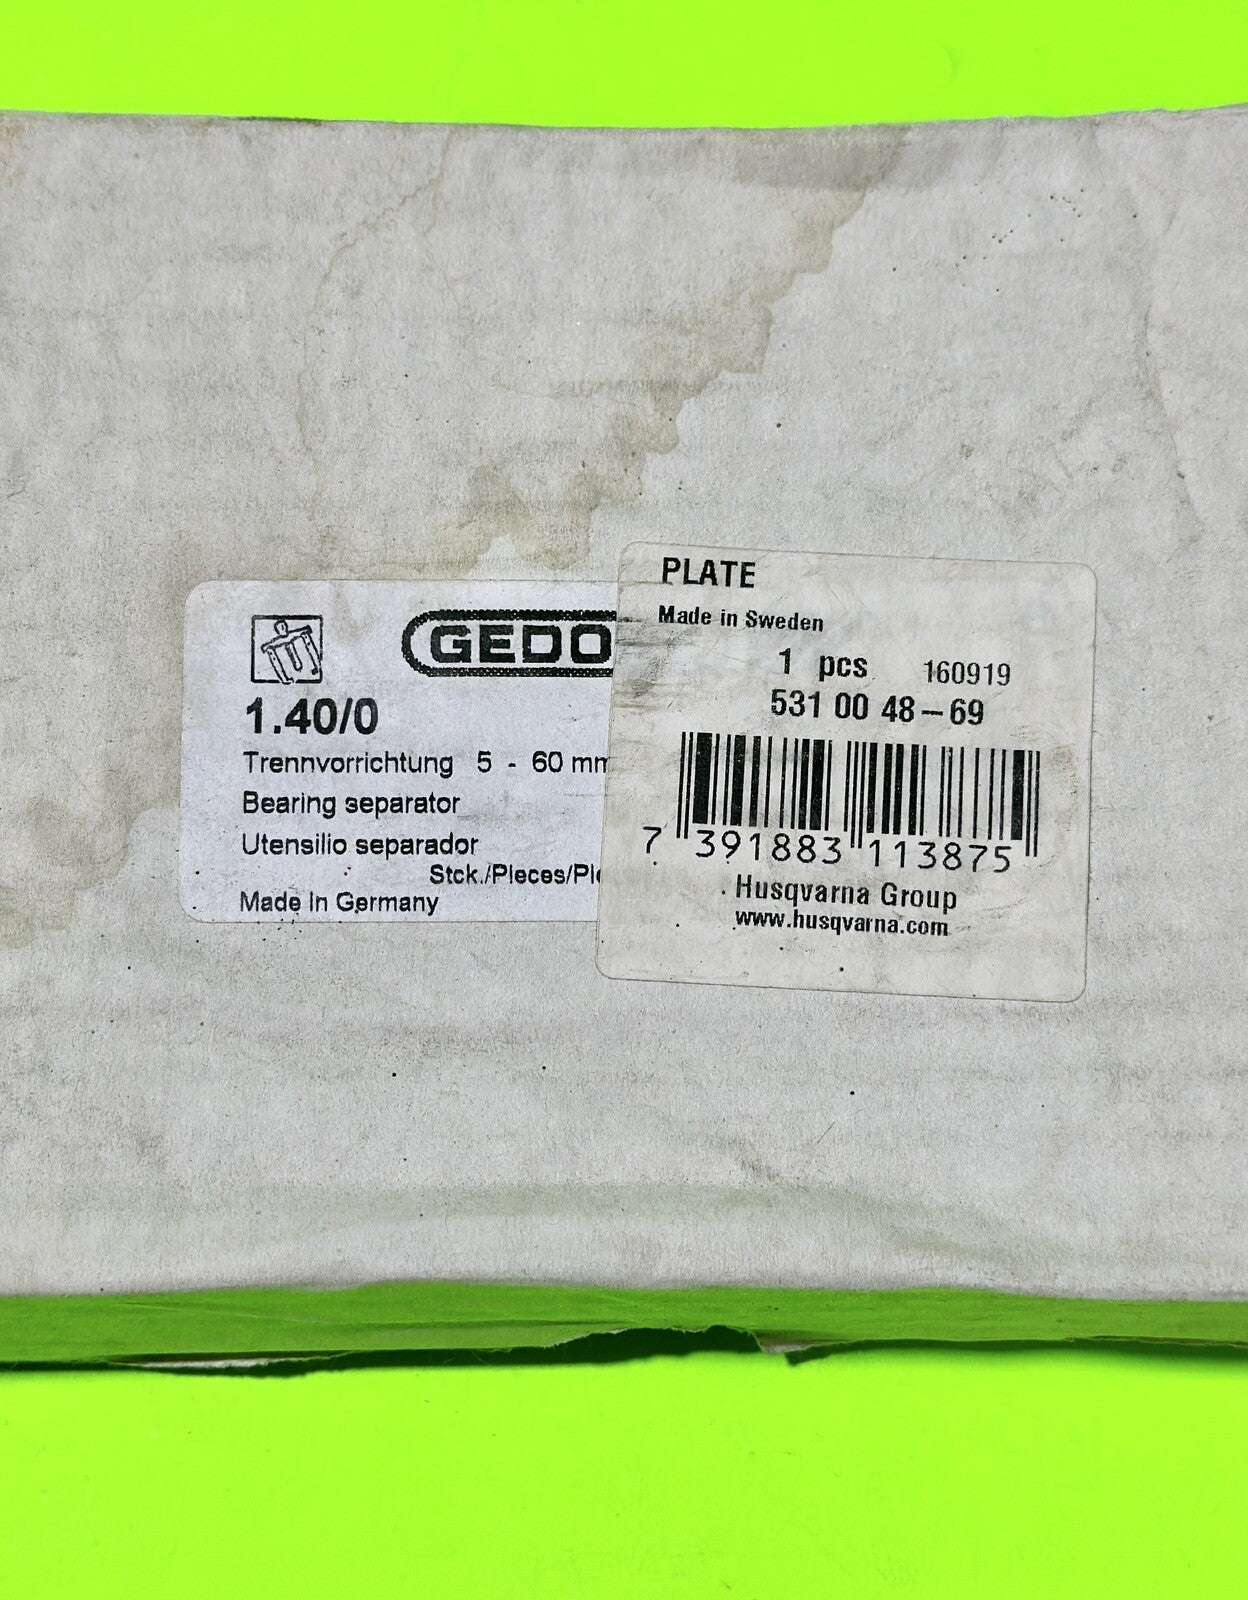 GEDO
1.40/0
Trennvorrichtung 5 - 60 mm
Bearing separator
Utensilio separador
Stck./Pieces/Pie
Made in Germany
PLATE
Made in Sweden
1 pcs 160919
531 00 48-69
7 391883 113875
Husqvarna Group
www.husqvarna.com